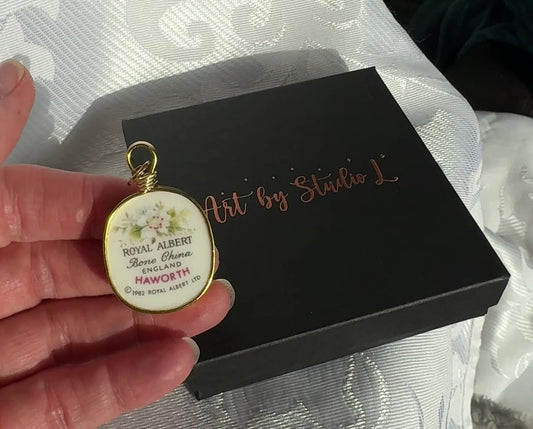 ROYAL ALBERT
Bone China
ENGLAND
HAWORTH
© 1982 ROYAL ALBERT LTD
Art by Studio L